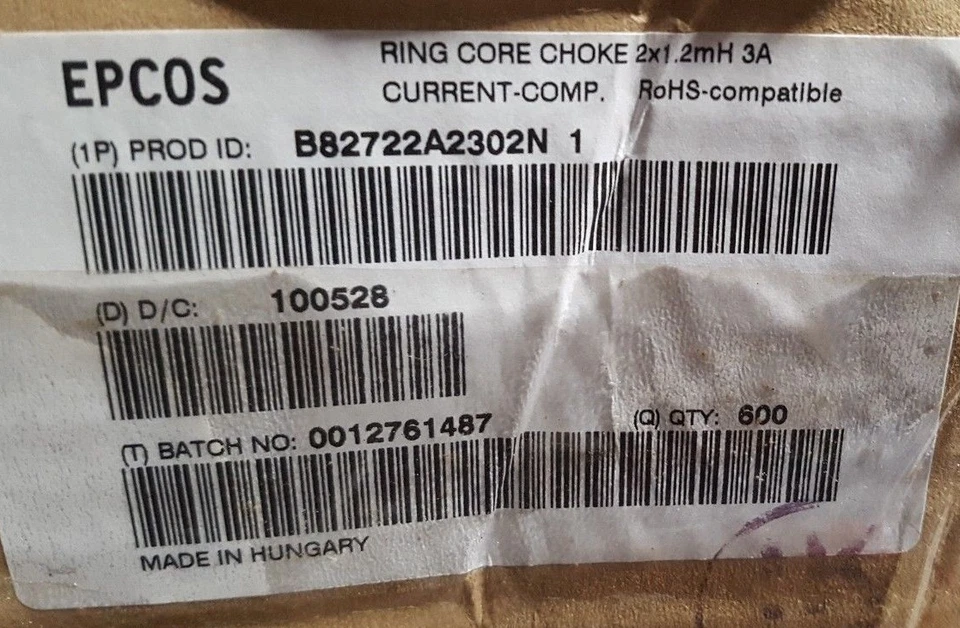 EPCOS
RING CORE CHOKE 2x1.2mH 3A
CURRENT-COMP. RoHS-compatible
(1P) PROD ID: B82722A2302N 1
(D) D/C: 100528
(T) BATCH NO: 0012761487
(Q) QTY: 600
MADE IN HUNGARY